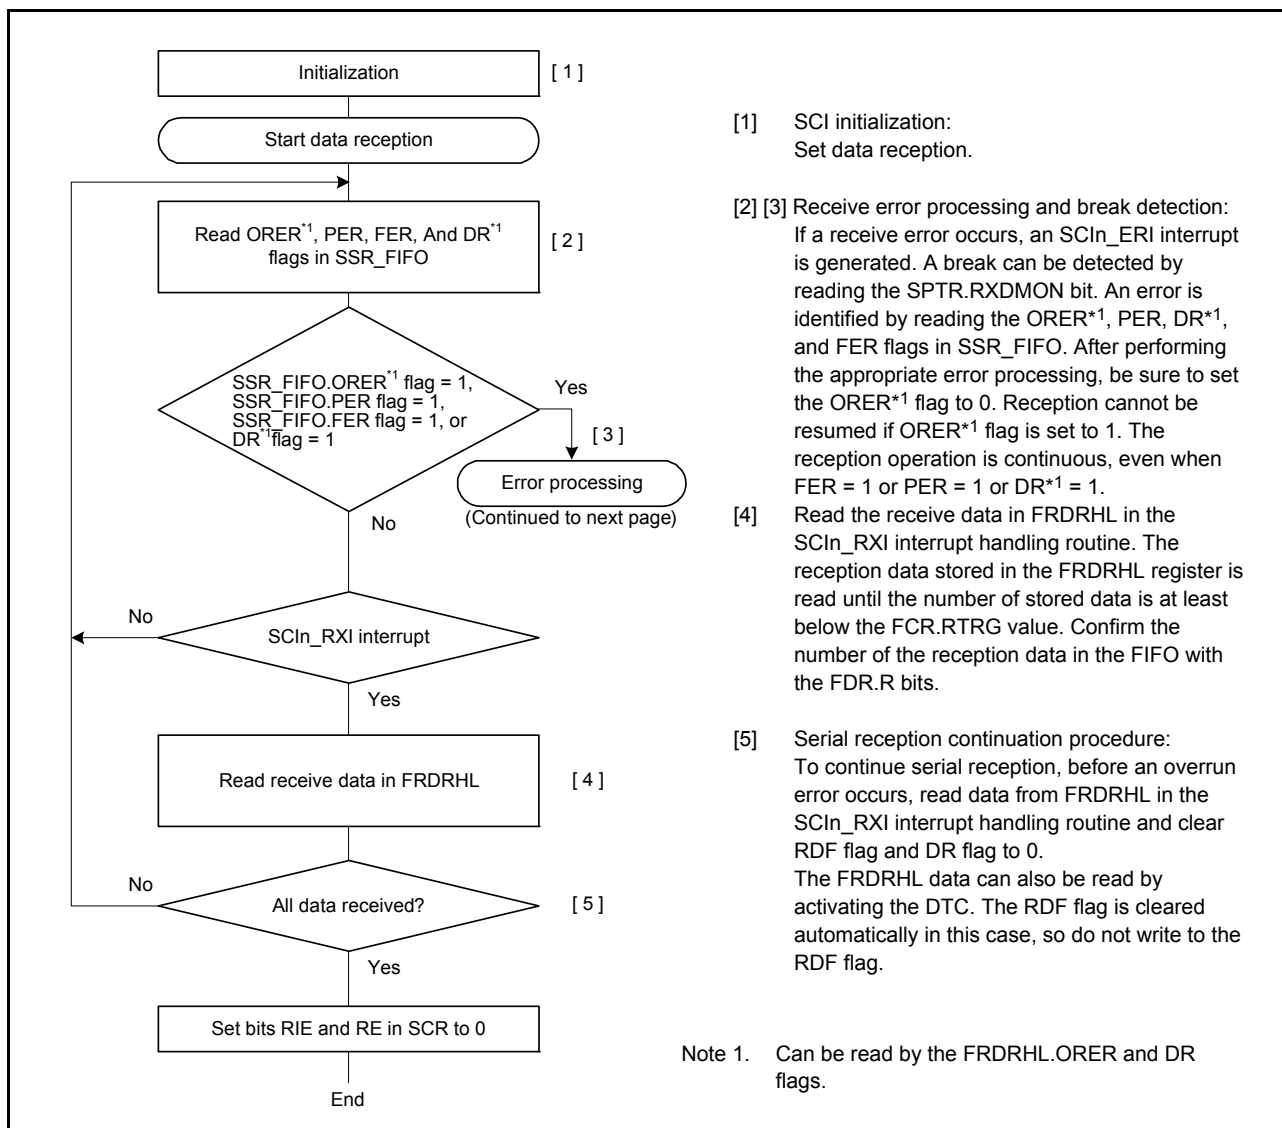 Initialization
[ 1 ]
Start data reception
Read ORER*1, PER, FER, And DR*1
flags in SSR_FIFO
[ 2 ]
SSR_FIFO.ORER*1 flag = 1,
SSR_FIFO.PER flag = 1,
SSR_FIFO.FER flag = 1, or
DR*1flag = 1
Yes
[ 3 ]
Error processing
(Continued to next page)
No
No
SCIn_RXI interrupt
Yes
Read receive data in FRDRHL
[ 4 ]
No
All data received?
[ 5 ]
Yes
Set bits RIE and RE in SCR to 0
End
[1] SCI initialization:
Set data reception.
[2] [3] Receive error processing and break detection:
If a receive error occurs, an SCIn_ERI interrupt
is generated. A break can be detected by
reading the SPTR.RXDMON bit. An error is
identified by reading the ORER*1, PER, DR*1,
and FER flags in SSR_FIFO. After performing
the appropriate error processing, be sure to set
the ORER*1 flag to 0. Reception cannot be
resumed if ORER*1 flag is set to 1. The
reception operation is continuous, even when
FER = 1 or PER = 1 or DR*1 = 1.
[4] Read the receive data in FRDRHL in the
SCIn_RXI interrupt handling routine. The
reception data stored in the FRDRHL register is
read until the number of stored data is at least
below the FCR.RTRG value. Confirm the
number of the reception data in the FIFO with
the FDR.R bits.
[5] Serial reception continuation procedure:
To continue serial reception, before an overrun
error occurs, read data from FRDRHL in the
SCIn_RXI interrupt handling routine and clear
RDF flag and DR flag to 0.
The FRDRHL data can also be read by
activating the DTC. The RDF flag is cleared
automatically in this case, so do not write to the
RDF flag.
Note 1. Can be read by the FRDRHL.ORER and DR
flags.